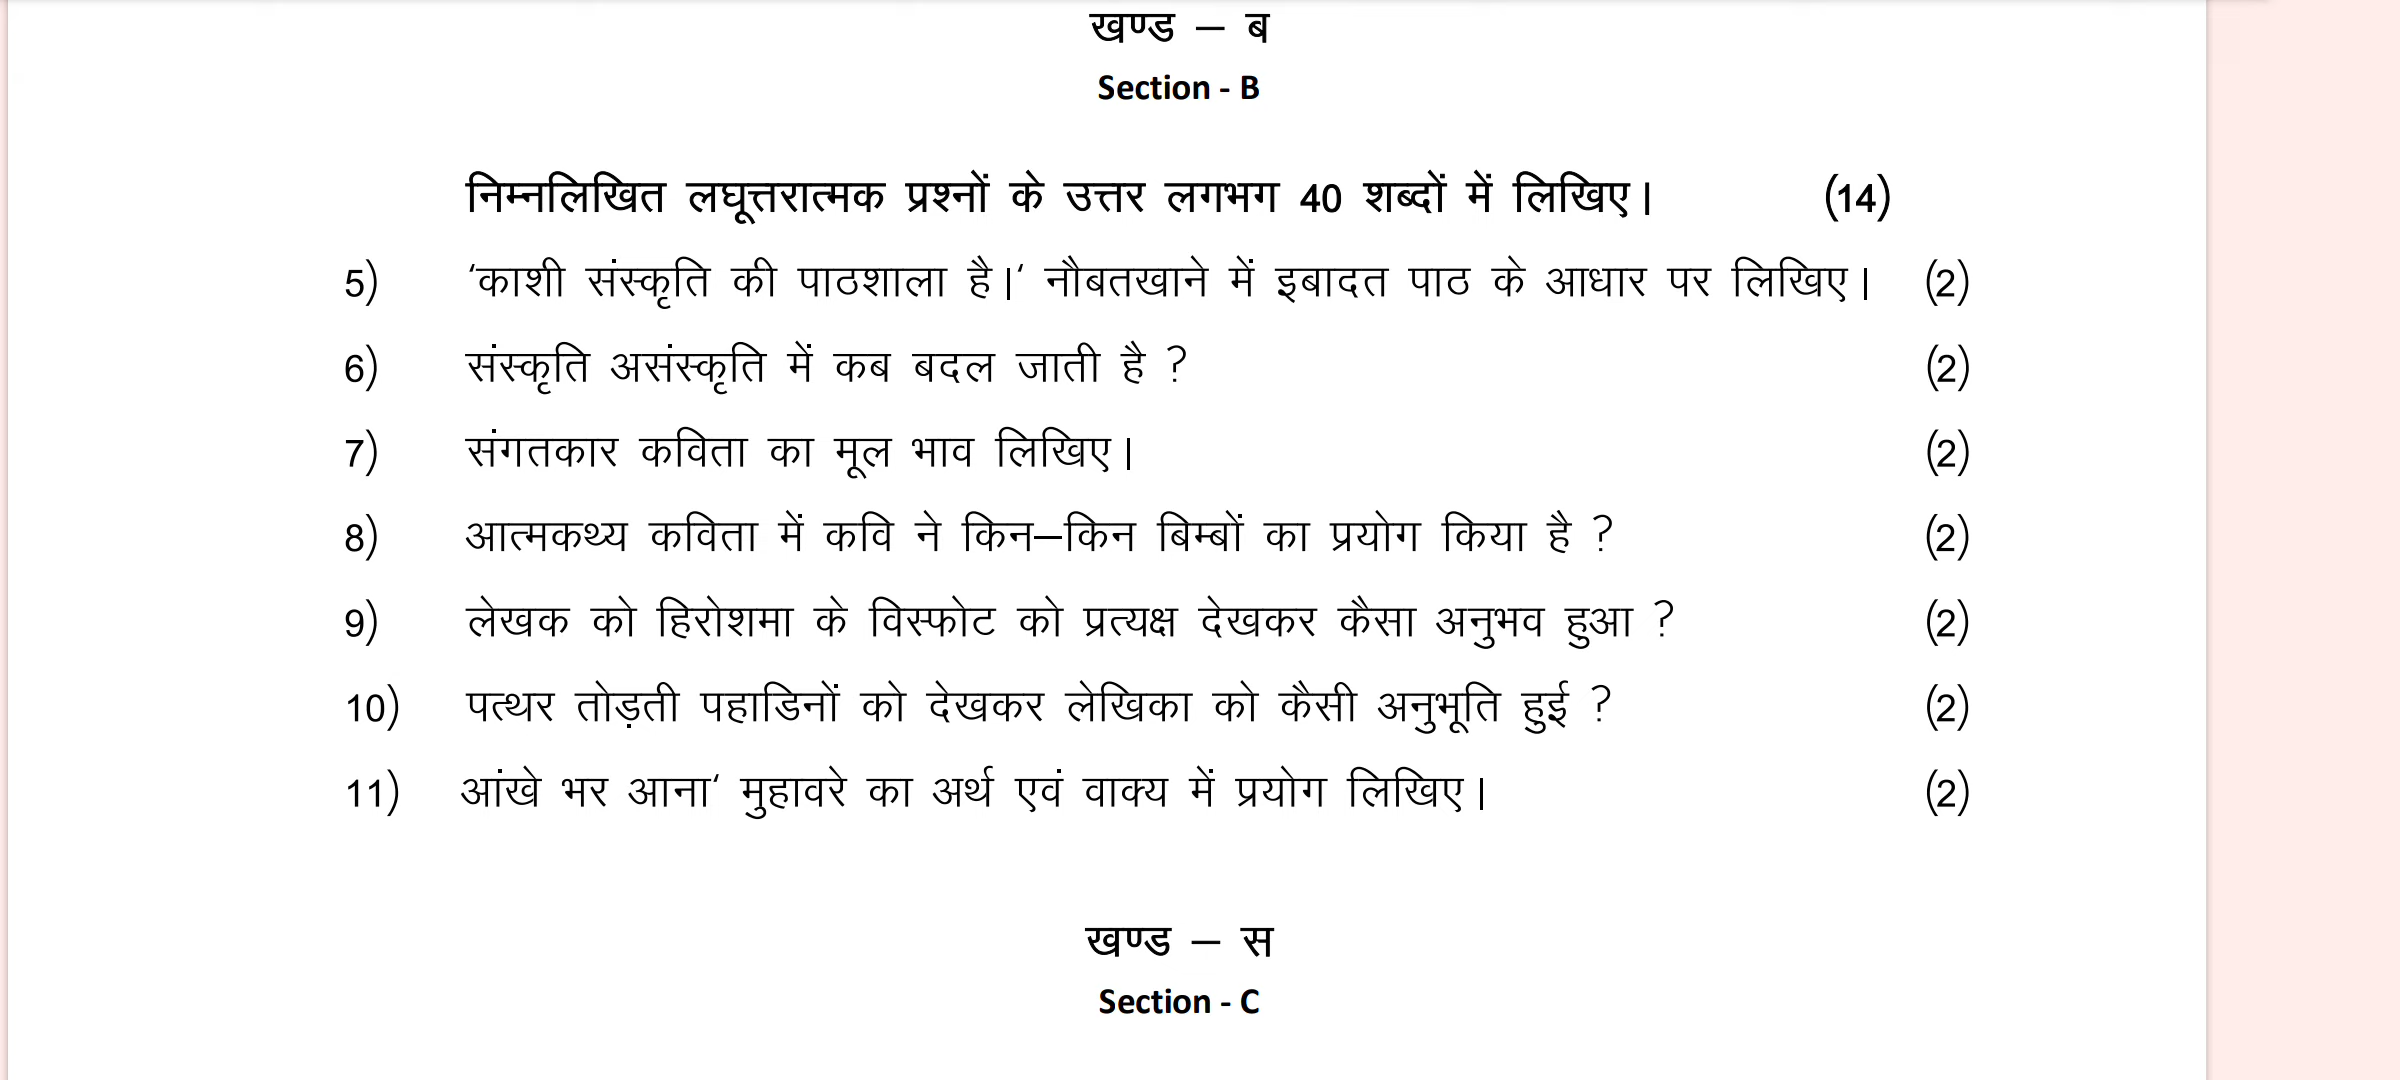 खण्ड – ब
Section - B
निम्नलिखित लघूत्तरात्मक प्रश्नों के उत्तर लगभग 40 शब्दों में लिखिए। (14)
5) ‘काशी संस्कृति की पाठशाला है।‘ नौबतखाने में इबादत पाठ के आधार पर लिखिए। (2)
6) संस्कृति असंस्कृति में कब बदल जाती है ? (2)
7) संगतकार कविता का मूल भाव लिखिए। (2)
8) आत्मकथ्य कविता में कवि ने किन–किन बिम्बों का प्रयोग किया है ? (2)
9) लेखक को हिरोशमा के विस्फोट को प्रत्यक्ष देखकर कैसा अनुभव हुआ ? (2)
10) पत्थर तोड़ती पहाडिनों को देखकर लेखिका को कैसी अनुभूति हुई ? (2)
11) आंखे भर आना‘ मुहावरे का अर्थ एवं वाक्य में प्रयोग लिखिए। (2)
खण्ड – स
Section - C